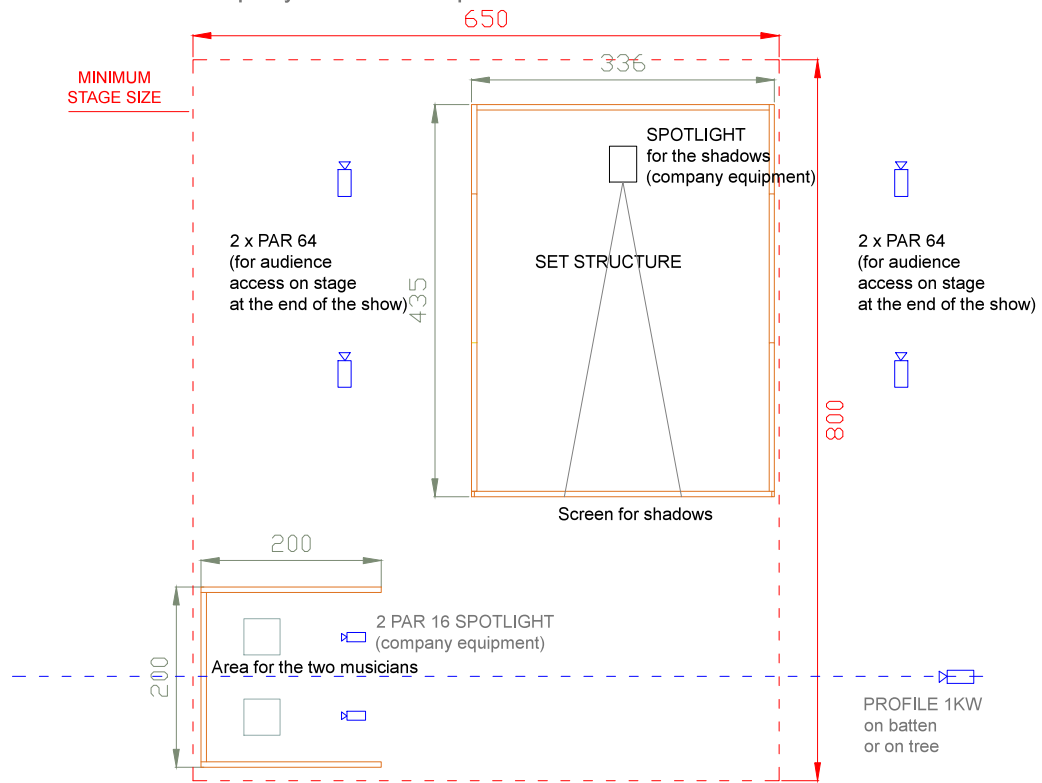 650
MINIMUM
STAGE SIZE
336
SPOTLIGHT
for the shadows
(company equipment)
2 x PAR 64
(for audience
access on stage
at the end of the show)
SET STRUCTURE
435
2 x PAR 64
(for audience
access on stage
at the end of the show)
800
Screen for shadows
200
2 PAR 16 SPOTLIGHT
(company equipment)
200
Area for the two musicians
PROFILE 1KW
on batten
or on tree